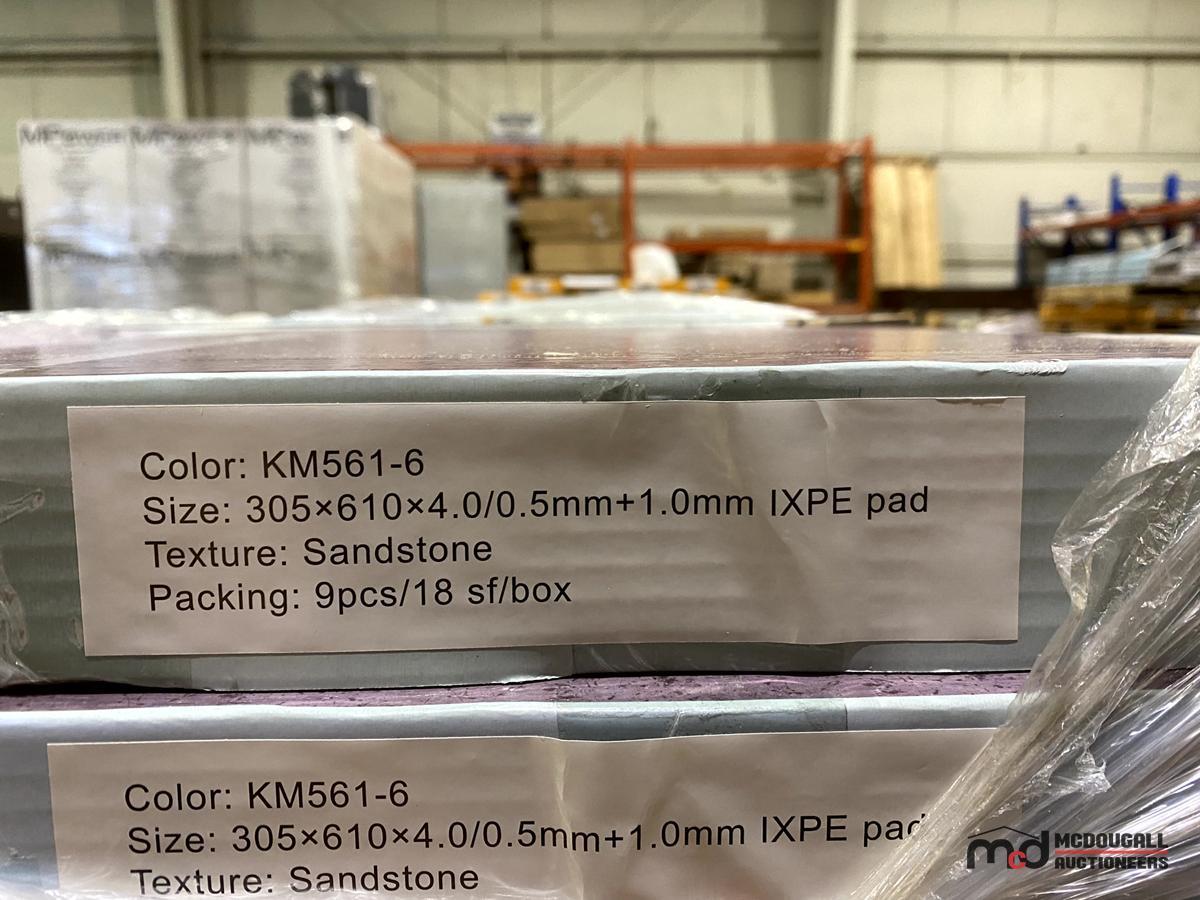 Color: KM561-6
Size: 305×610×4.0/0.5mm+1.0mm IXPE pad
Texture: Sandstone
Packing: 9pcs/18 sf/box
Color: KM561-6
Size: 305×610×4.0/0.5mm+1.0mm IXPE pad
Texture: Sandstone
mcd MCDOUGALL
AUCTIONEERS